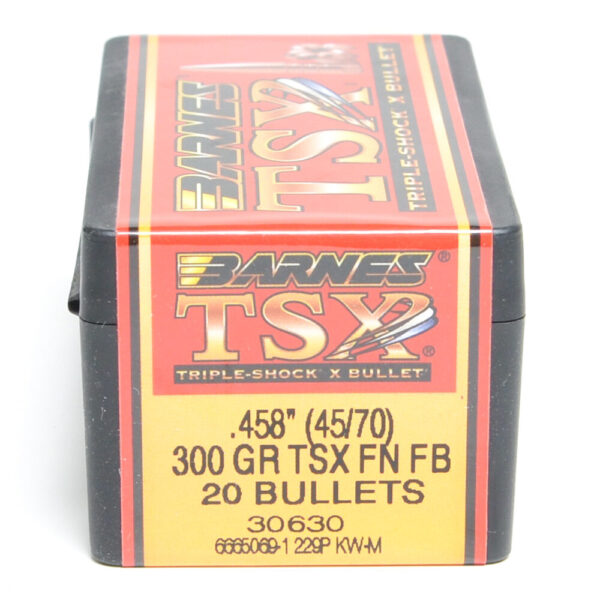 BARNES
TSX
TRIPLE-SHOCK X BULLET
BARNES®
TSX®
TRIPLE-SHOCK X BULLET
.458" (45/70)
300 GR TSX FN FB
20 BULLETS
30630
6665069-1 229P KW-M